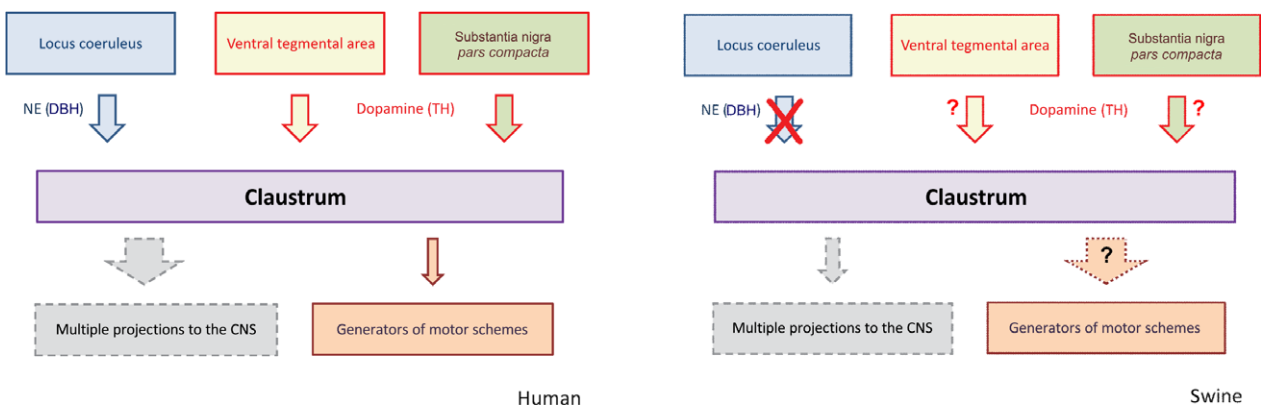 Locus coeruleus
Ventral tegmental area
Substantia nigra
pars compacta
NE (DBH)
Dopamine (TH)
Claustrum
Multiple projections to the CNS
Generators of motor schemes
Human
Locus coeruleus
Ventral tegmental area
Substantia nigra
pars compacta
NE (DBH)
?
Dopamine (TH)
?
Claustrum
?
Multiple projections to the CNS
Generators of motor schemes
Swine